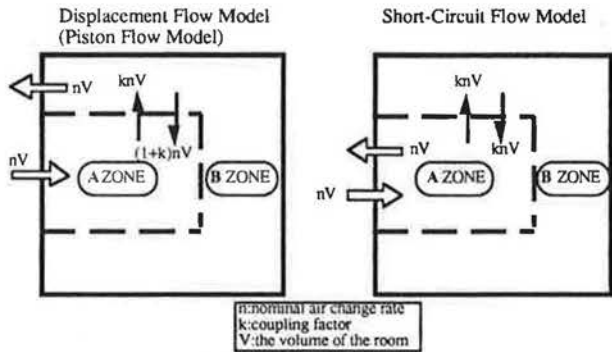 Displacement Flow Model
(Piston Flow Model)
nV
knV
(1+k)nV
nV
A ZONE
B ZONE
Short-Circuit Flow Model
knV
knV
nV
nV
A ZONE
B ZONE
n:nominal air change rate
k:coupling factor
V:the volume of the room